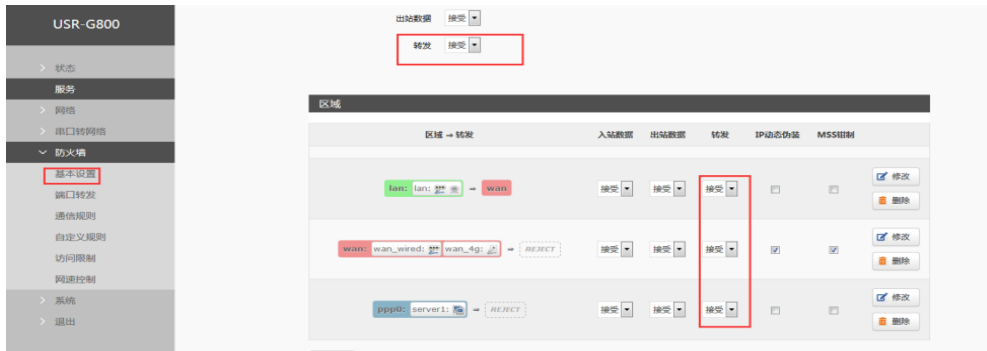 USR-G800
出站数据 接受
转发 接受
状态
服务
网络
串口转网络
防火墙
基本设置
端口转发
通信规则
自定义规则
访问限制
网速控制
系统
退出
区域
区域 → 转发 入站数据 出站数据 转发 IP动态伪装 MSS钳制
lan: lan: → wan 接受 接受 接受 修改
删除
wan: wan_wired: wan_4g: → REJECT 接受 接受 接受 修改
删除
ppp0: server1: → REJECT 接受 接受 接受 修改
删除